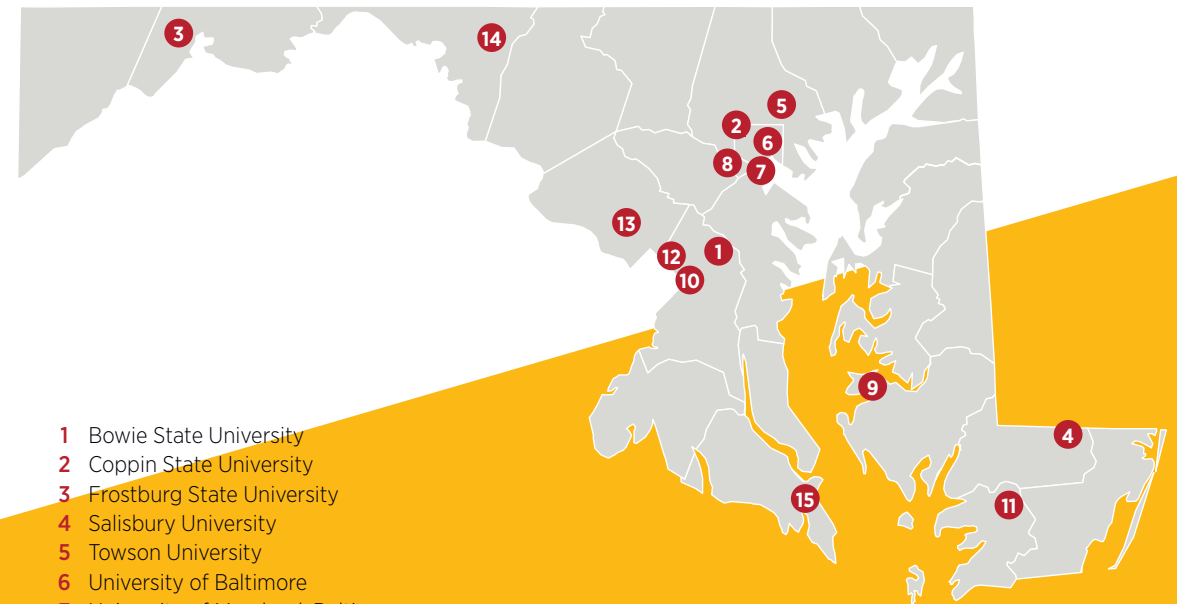 3
14
5
2
6
8
7
13
12
1
10
9
4
15
11
1 Bowie State University
2 Coppin State University
3 Frostburg State University
4 Salisbury University
5 Towson University
6 University of Baltimore